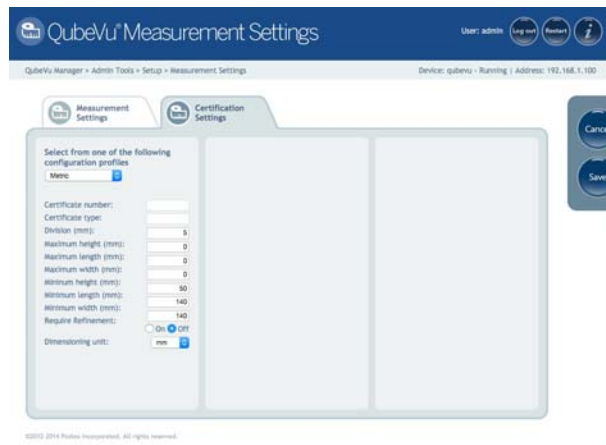 QubeVu® Measurement Settings
User: admin
Log out
Restart
i
QubeVu Manager > Admin Tools > Setup > Measurement Settings
Device: qubevu - Running | Address: 192.168.1.100
Measurement Settings
Certification Settings
Cancel
Save
Select from one of the following
configuration profiles
Metric
Certificate number:
Certificate type:
Division (mm): 5
Maximum height (mm): 0
Maximum length (mm): 0
Maximum width (mm): 0
Minimum height (mm): 50
Minimum length (mm): 140
Minimum width (mm): 140
Require Refinement: On Off
Dimensioning unit: mm
©2012-2014 Postea Incorporated. All rights reserved.